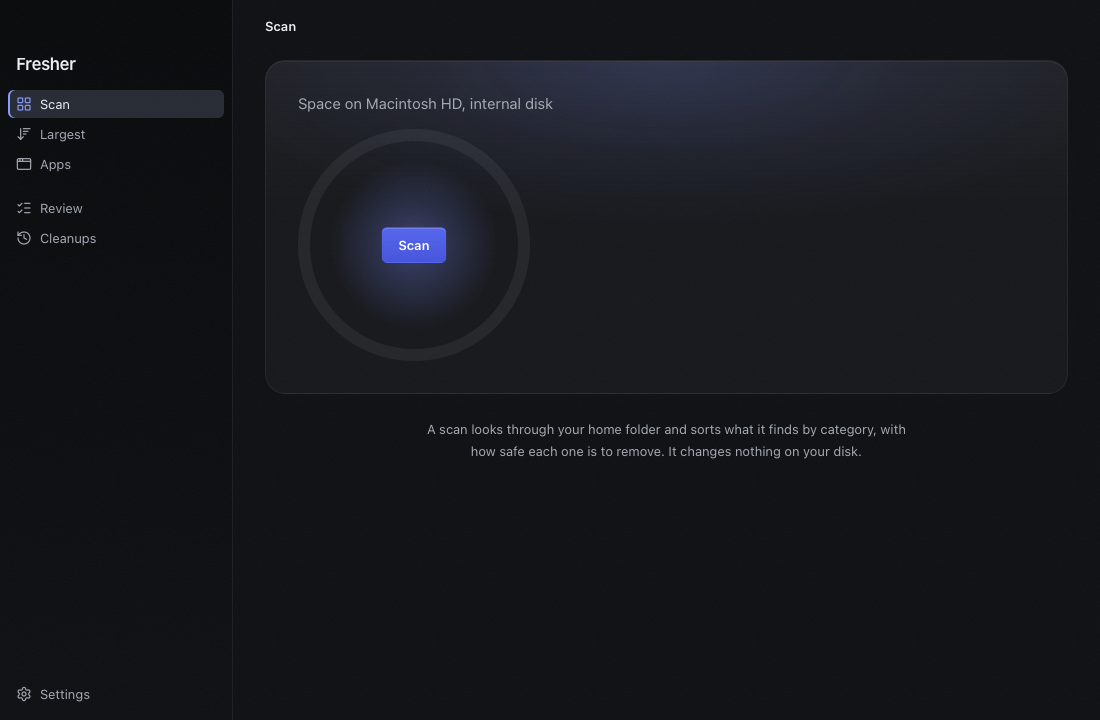 Scan
Fresher
Scan
Largest
Apps
Review
Cleanups
Settings
Space on Macintosh HD, internal disk
Scan
A scan looks through your home folder and sorts what it finds by category, with
how safe each one is to remove. It changes nothing on your disk.